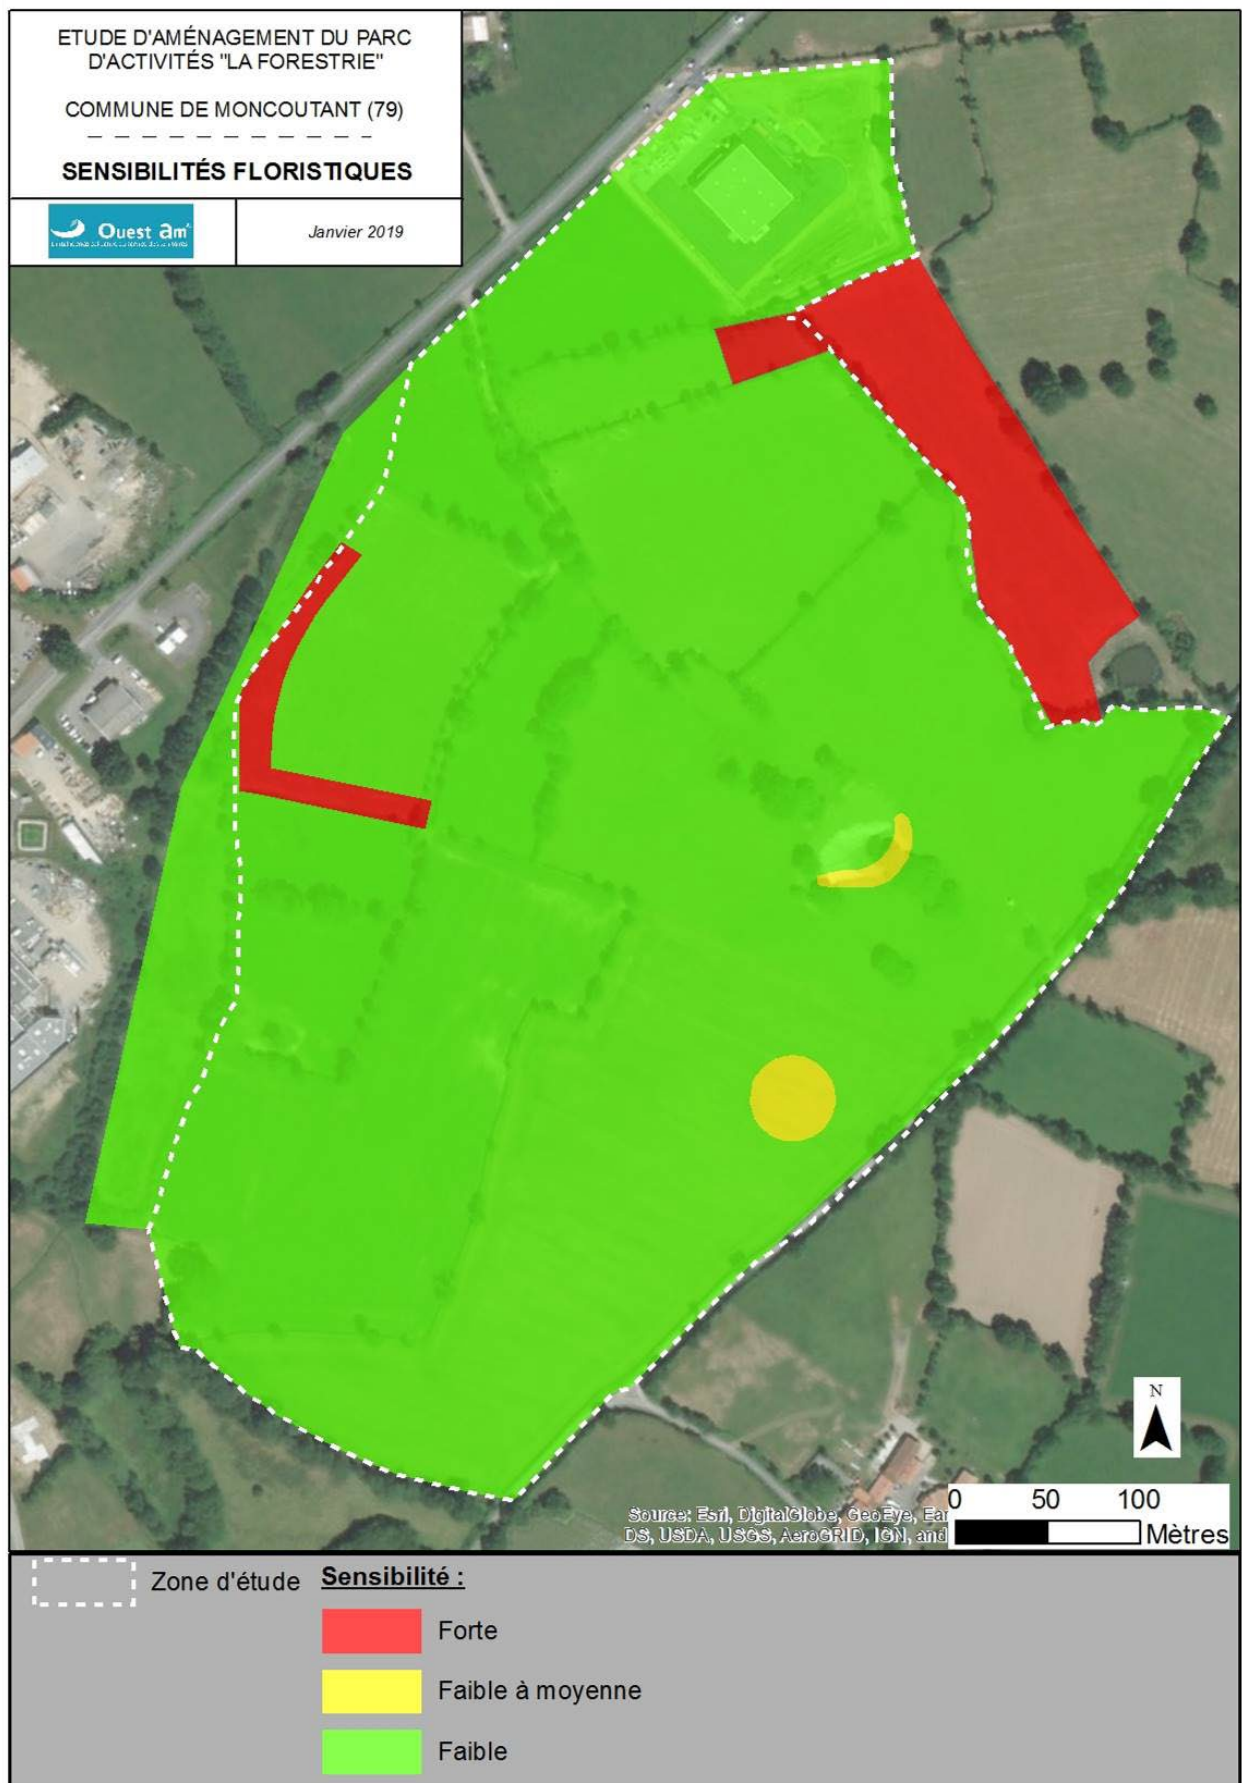 ETUDE D'AMÉNAGEMENT DU PARC
D'ACTIVITÉS "LA FORESTRIE"
COMMUNE DE MONCOUTANT (79)
SENSIBILITÉS FLORISTIQUES
Ouest am'
Janvier 2019
N
0 50 100
Mètres
Source: Esri, DigitalGlobe, GeoEye, Ear
DS, USDA, USGS, AeroGRID, IGN, and
Zone d'étude
Sensibilité :
Forte
Faible à moyenne
Faible